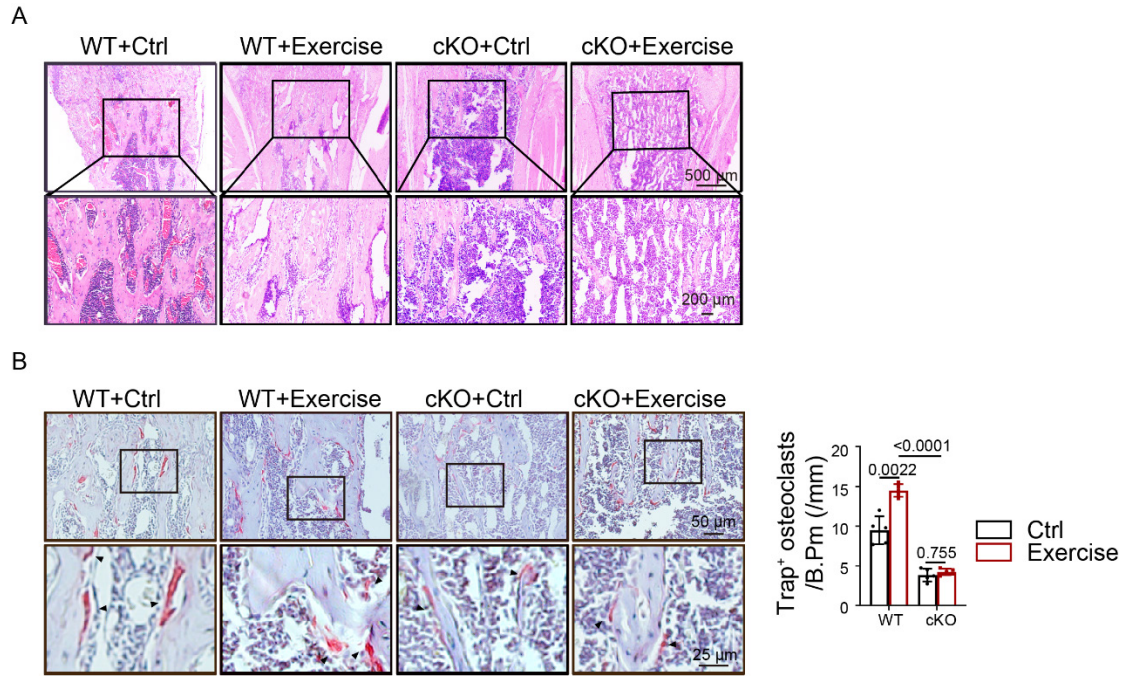 A
WT+Ctrl WT+Exercise cKO+Ctrl cKO+Exercise
500 µm
200 µm
B
WT+Ctrl WT+Exercise cKO+Ctrl cKO+Exercise
50 µm
25 µm
Trap⁺ osteoclasts
/B.Pm (/mm)
20
15
10
5
0
<0.0001
0.0022
0.755
WT cKO
Ctrl
Exercise